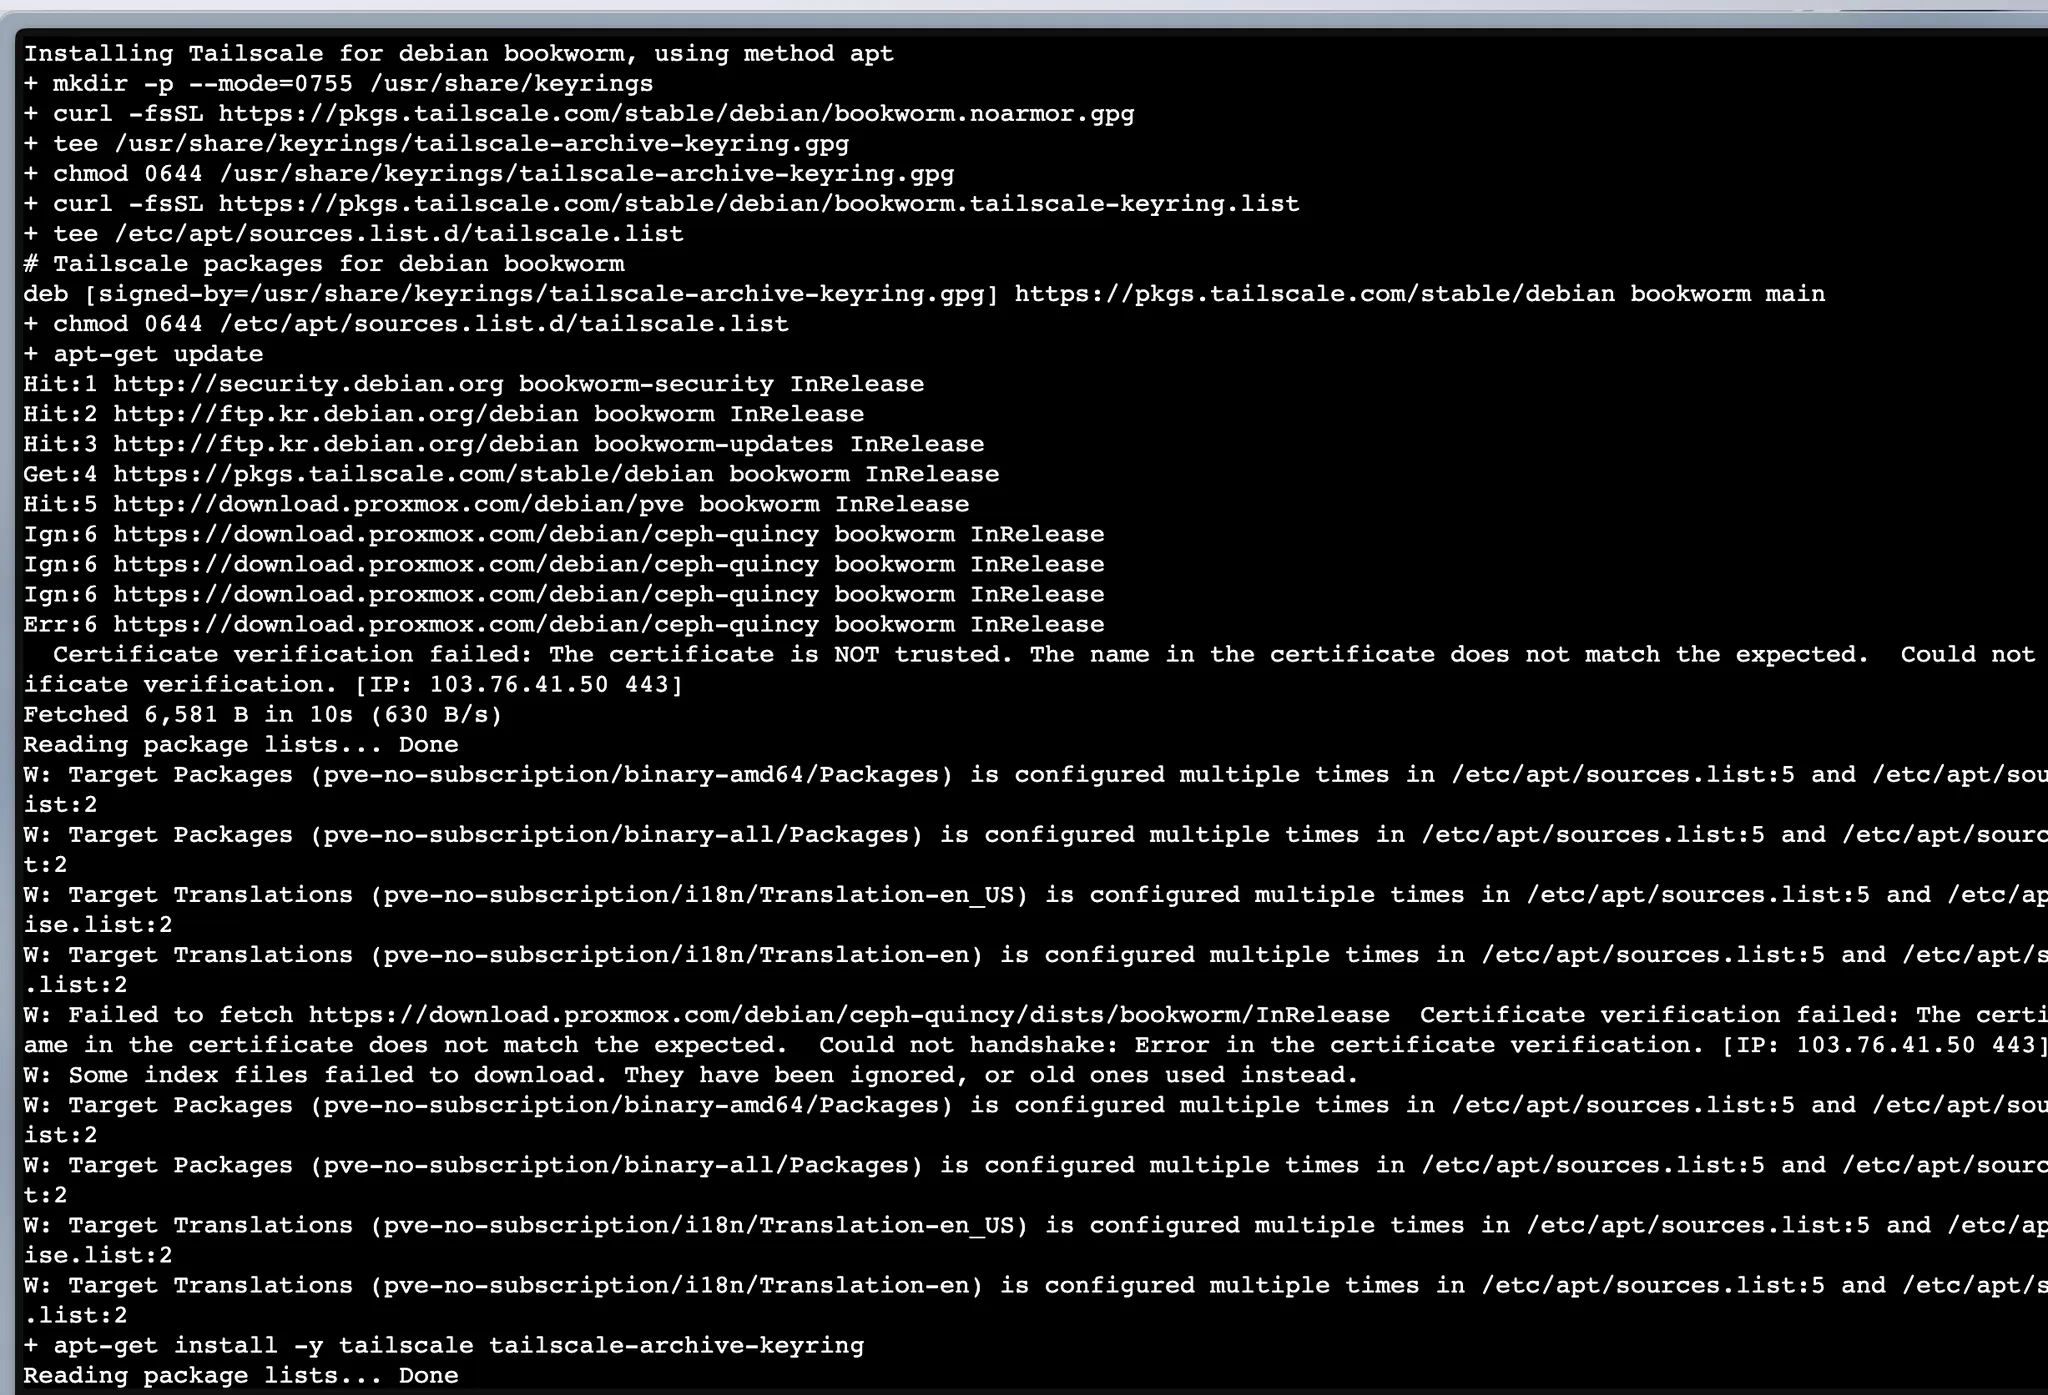 Installing Tailscale for debian bookworm, using method apt
+ mkdir -p --mode=0755 /usr/share/keyrings
+ curl -fsSL https://pkgs.tailscale.com/stable/debian/bookworm.noarmor.gpg
+ tee /usr/share/keyrings/tailscale-archive-keyring.gpg
+ chmod 0644 /usr/share/keyrings/tailscale-archive-keyring.gpg
+ curl -fsSL https://pkgs.tailscale.com/stable/debian/bookworm.tailscale-keyring.list
+ tee /etc/apt/sources.list.d/tailscale.list
# Tailscale packages for debian bookworm
deb [signed-by=/usr/share/keyrings/tailscale-archive-keyring.gpg] https://pkgs.tailscale.com/stable/debian bookworm main
+ chmod 0644 /etc/apt/sources.list.d/tailscale.list
+ apt-get update
Hit:1 http://security.debian.org bookworm-security InRelease
Hit:2 http://ftp.kr.debian.org/debian bookworm InRelease
Hit:3 http://ftp.kr.debian.org/debian bookworm-updates InRelease
Get:4 https://pkgs.tailscale.com/stable/debian bookworm InRelease
Hit:5 http://download.proxmox.com/debian/pve bookworm InRelease
Ign:6 https://download.proxmox.com/debian/ceph-quincy bookworm InRelease
Ign:6 https://download.proxmox.com/debian/ceph-quincy bookworm InRelease
Ign:6 https://download.proxmox.com/debian/ceph-quincy bookworm InRelease
Err:6 https://download.proxmox.com/debian/ceph-quincy bookworm InRelease
  Certificate verification failed: The certificate is NOT trusted. The name in the certificate does not match the expected.  Could not
ificate verification. [IP: 103.76.41.50 443]
Fetched 6,581 B in 10s (630 B/s)
Reading package lists... Done
W: Target Packages (pve-no-subscription/binary-amd64/Packages) is configured multiple times in /etc/apt/sources.list:5 and /etc/apt/sou
ist:2
W: Target Packages (pve-no-subscription/binary-all/Packages) is configured multiple times in /etc/apt/sources.list:5 and /etc/apt/sourc
t:2
W: Target Translations (pve-no-subscription/i18n/Translation-en_US) is configured multiple times in /etc/apt/sources.list:5 and /etc/ap
ise.list:2
W: Target Translations (pve-no-subscription/i18n/Translation-en) is configured multiple times in /etc/apt/sources.list:5 and /etc/apt/s
.list:2
W: Failed to fetch https://download.proxmox.com/debian/ceph-quincy/dists/bookworm/InRelease  Certificate verification failed: The certi
ame in the certificate does not match the expected.  Could not handshake: Error in the certificate verification. [IP: 103.76.41.50 443]
W: Some index files failed to download. They have been ignored, or old ones used instead.
W: Target Packages (pve-no-subscription/binary-amd64/Packages) is configured multiple times in /etc/apt/sources.list:5 and /etc/apt/sou
ist:2
W: Target Packages (pve-no-subscription/binary-all/Packages) is configured multiple times in /etc/apt/sources.list:5 and /etc/apt/sourc
t:2
W: Target Translations (pve-no-subscription/i18n/Translation-en_US) is configured multiple times in /etc/apt/sources.list:5 and /etc/ap
ise.list:2
W: Target Translations (pve-no-subscription/i18n/Translation-en) is configured multiple times in /etc/apt/sources.list:5 and /etc/apt/s
.list:2
+ apt-get install -y tailscale tailscale-archive-keyring
Reading package lists... Done